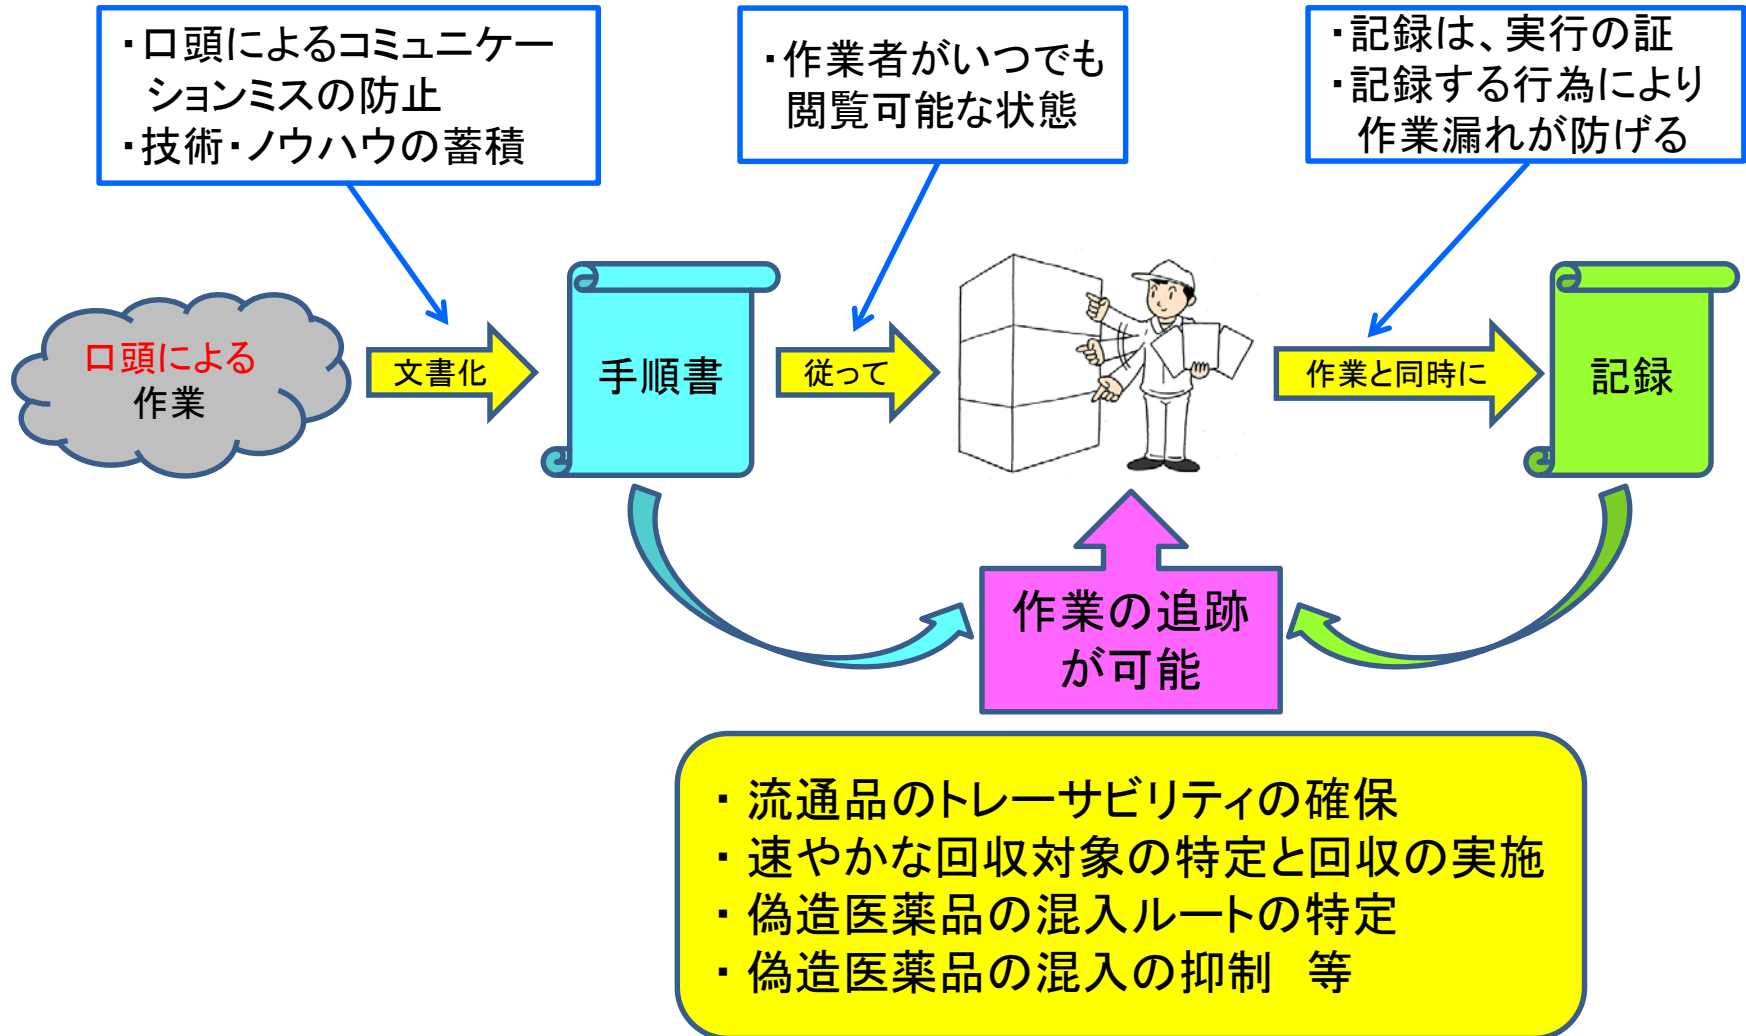 ・口頭によるコミュニケー
ションミスの防止
・技術・ノウハウの蓄積
・作業者がいつでも
閲覧可能な状態
・記録は、実行の証
・記録する行為により
作業漏れが防げる
口頭による
作業
文書化
手順書
従って
作業と同時に
記録
作業の追跡
が可能
・ 流通品のトレーサビリティの確保
・ 速やかな回収対象の特定と回収の実施
・ 偽造医薬品の混入ルートの特定
・ 偽造医薬品の混入の抑制　等